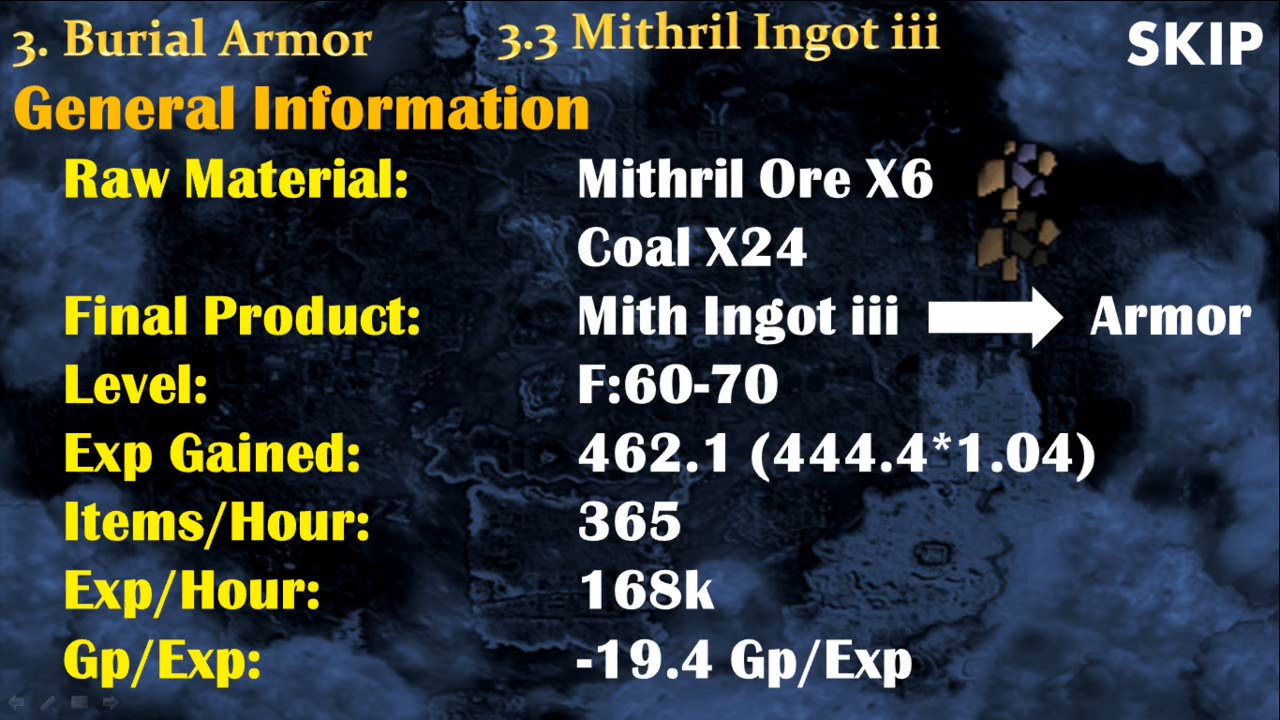 3. Burial Armor 3.3 Mithril Ingot iii SKIP
General Information
Raw Material: Mithril Ore X6
Coal X24
Final Product: Mith Ingot iii Armor
Level: F:60-70
Exp Gained: 462.1 (444.4*1.04)
Items/Hour: 365
Exp/Hour: 168k
Gp/Exp: -19.4 Gp/Exp